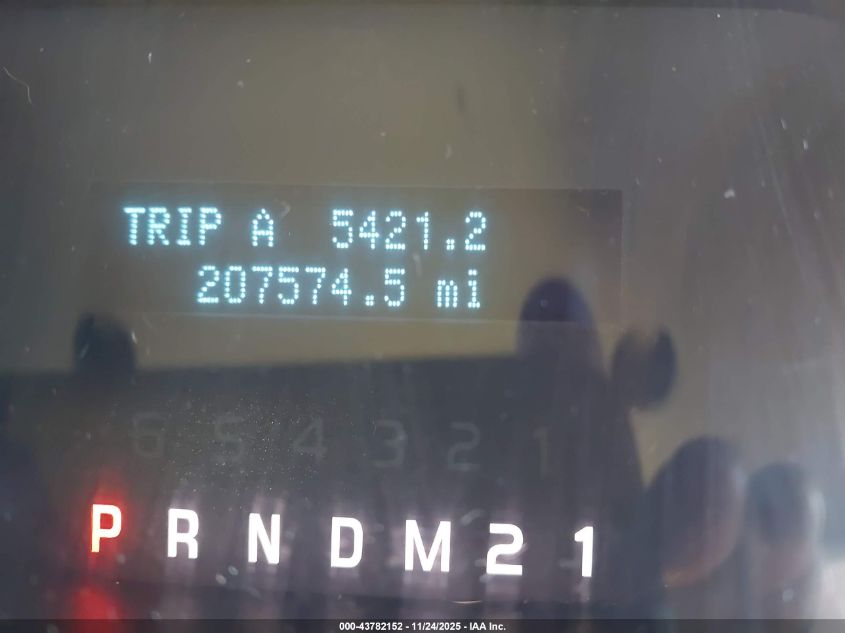 TRIP A 5421.2
207574.5 mi
6 5 4 3 2 1
P R N D M 2 1
000-43782152 - 11/24/2025 - IAA Inc.